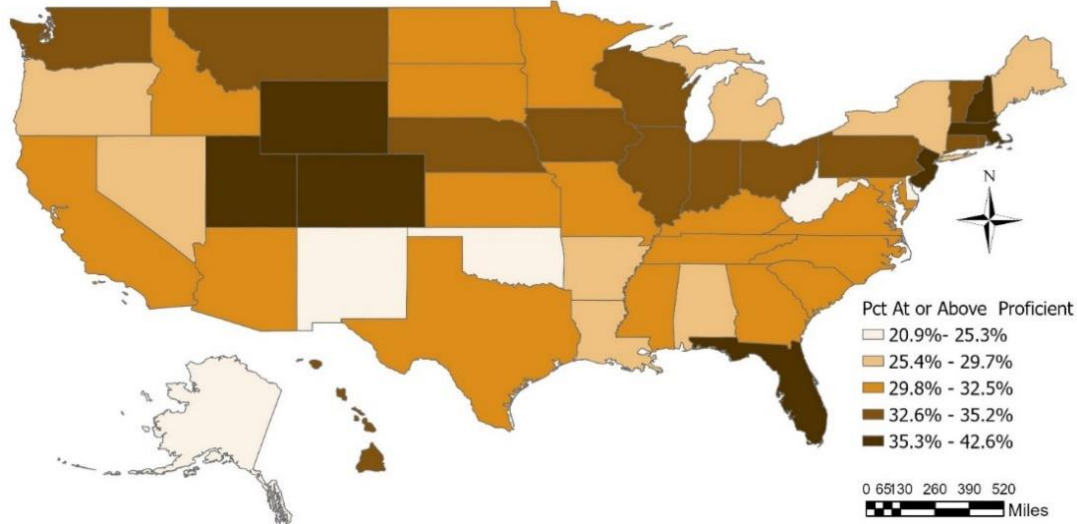 N
Pct At or Above Proficient
20.9%- 25.3%
25.4% - 29.7%
29.8% - 32.5%
32.6% - 35.2%
35.3% - 42.6%
0 65130 260 390 520
Miles